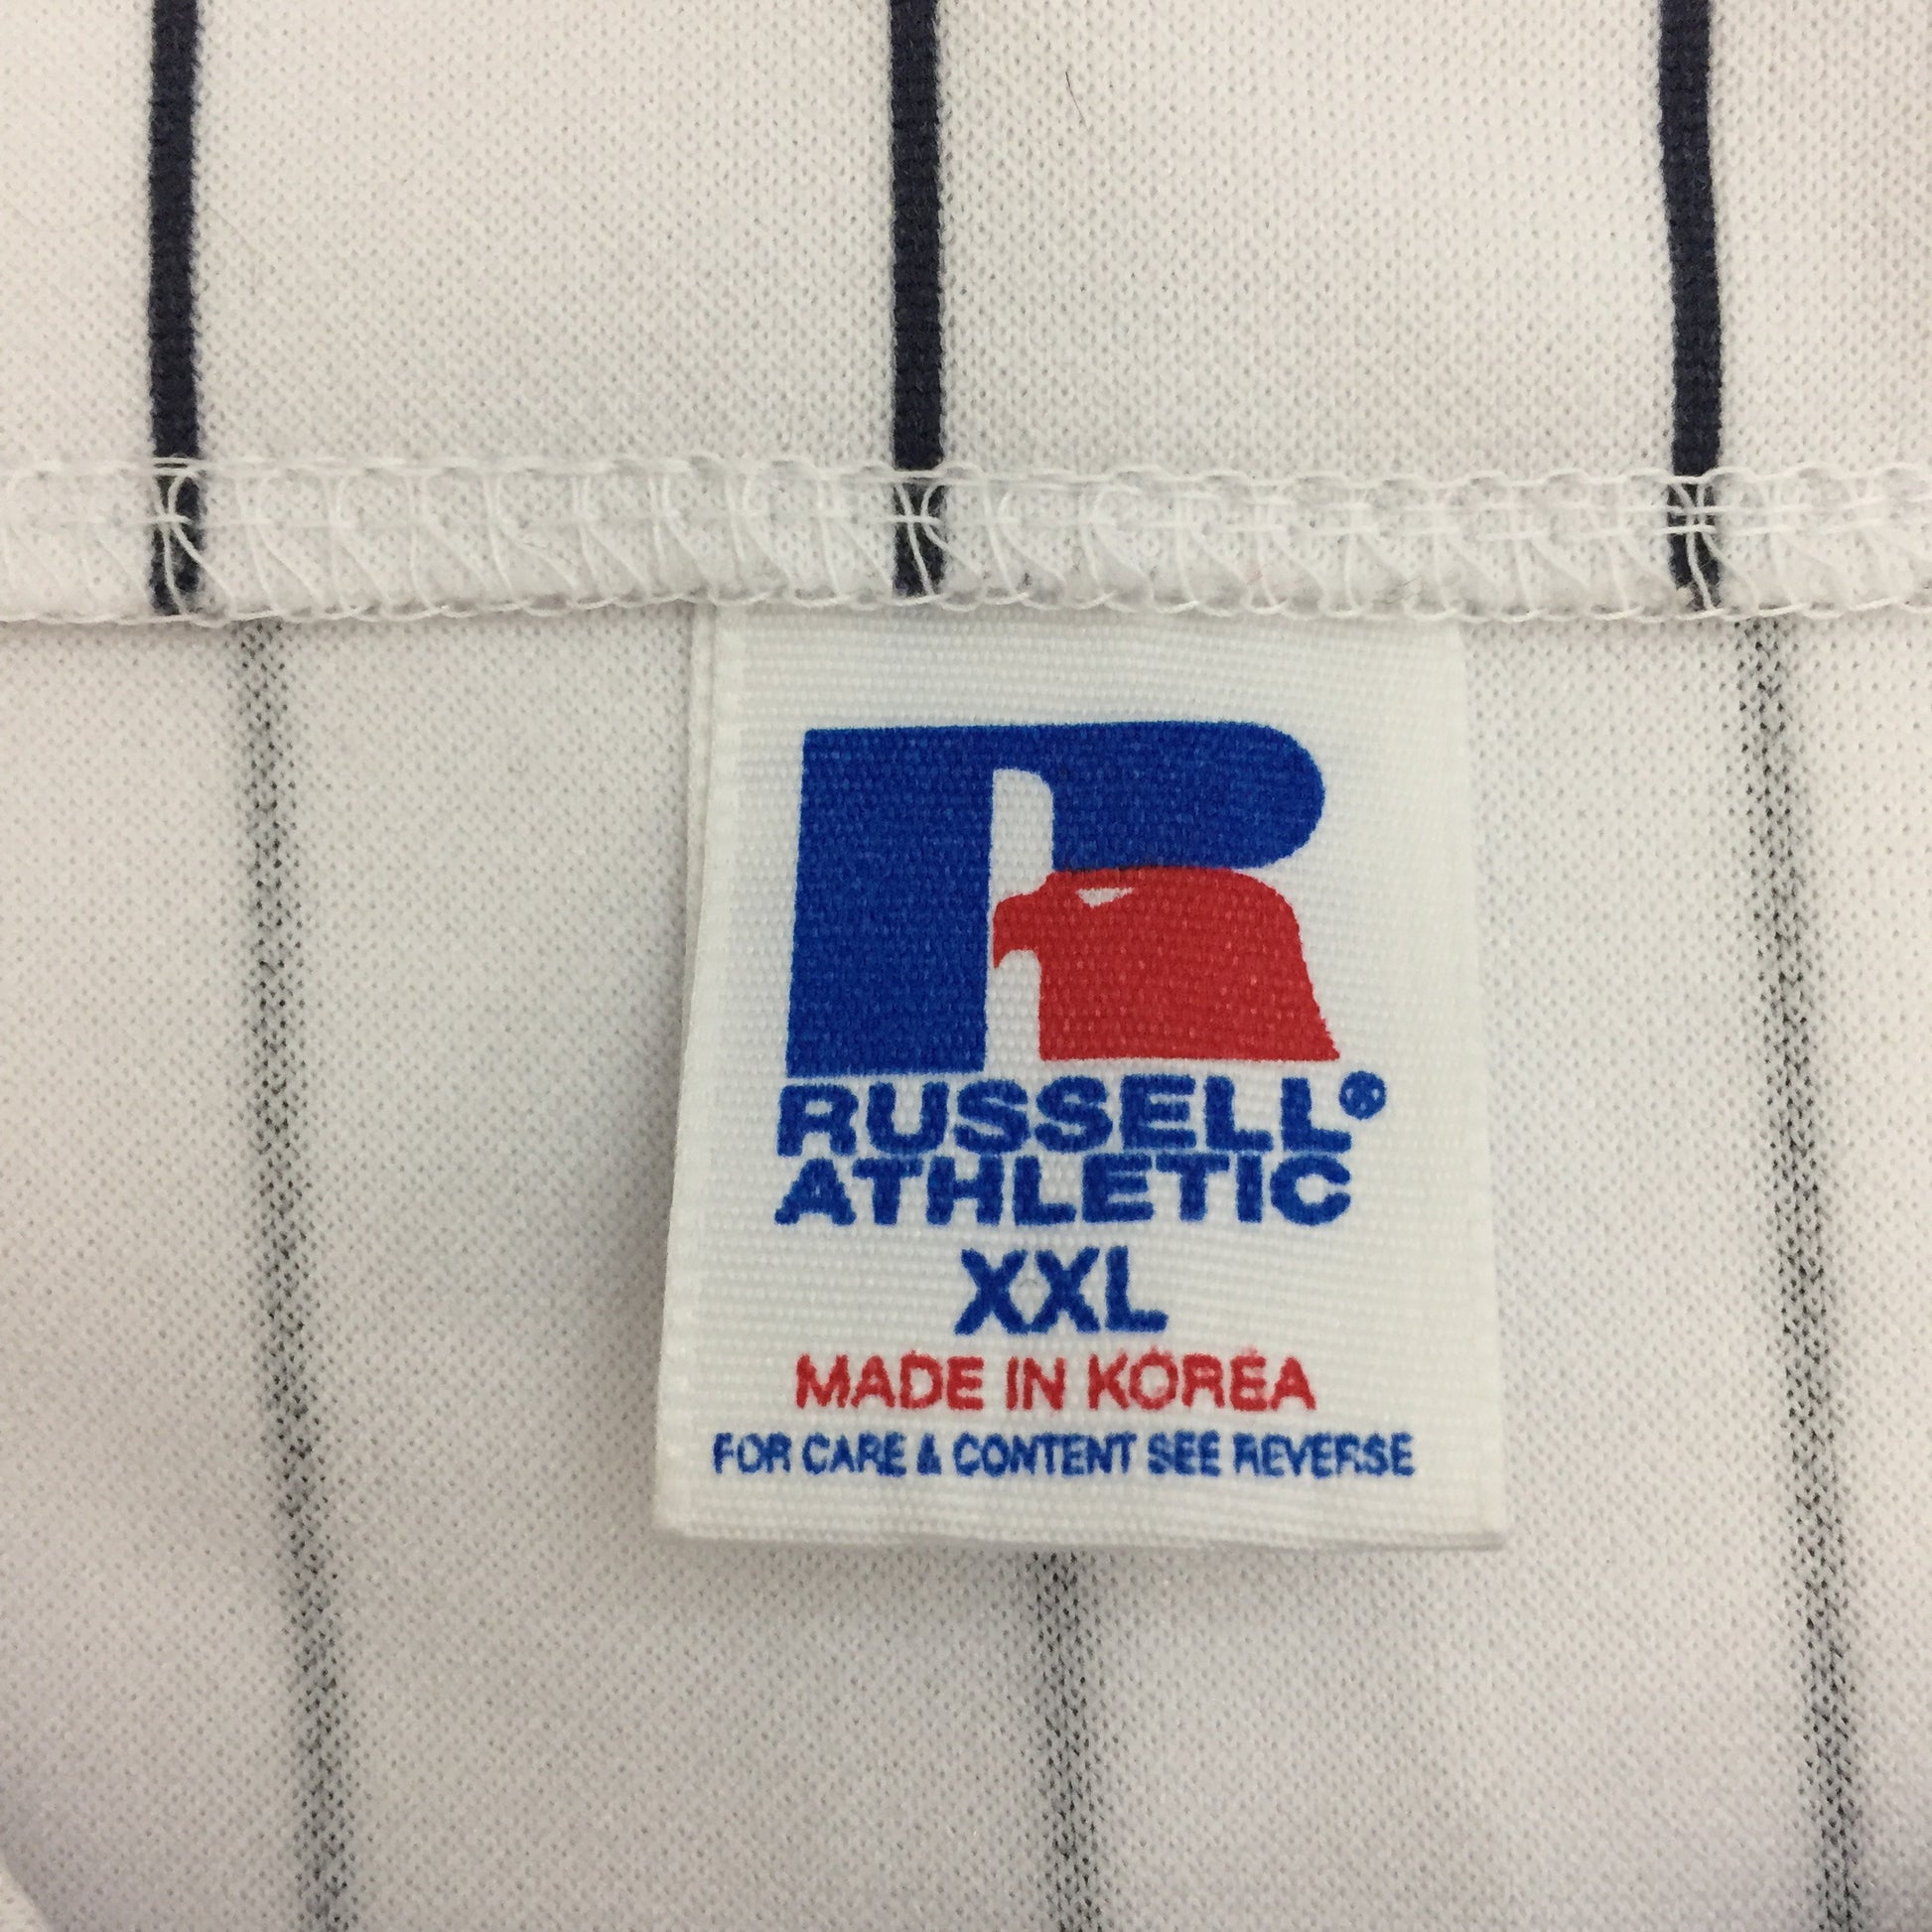 RUSSELL®
ATHLETIC
XXL
MADE IN KOREA
FOR CARE & CONTENT SEE REVERSE